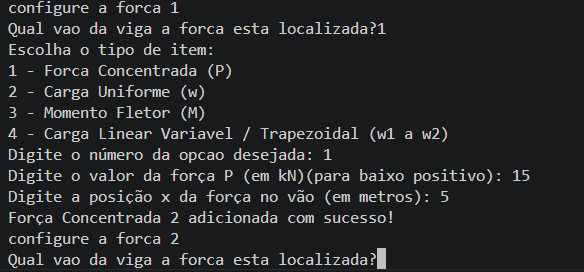 configure a forca 1
Qual vao da viga a forca esta localizada?1
Escolha o tipo de item:
1 - Forca Concentrada (P)
2 - Carga Uniforme (w)
3 - Momento Fletor (M)
4 - Carga Linear Variavel / Trapezoidal (w1 a w2)
Digite o número da opcao desejada: 1
Digite o valor da força P (em kN)(para baixo positivo): 15
Digite a posição x da força no vão (em metros): 5
Força Concentrada 2 adicionada com sucesso!
configure a forca 2
Qual vao da viga a forca esta localizada?